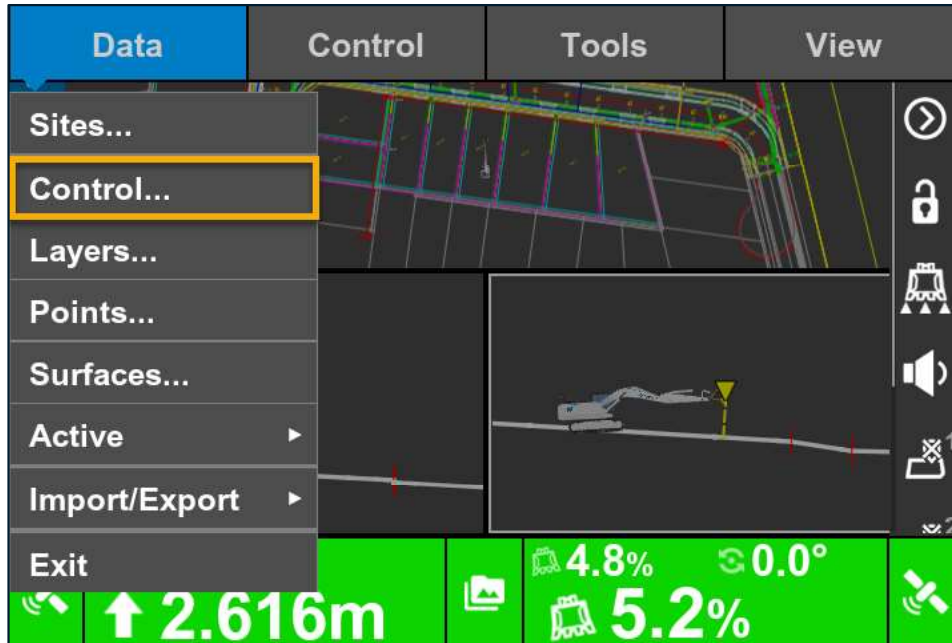 Data Control Tools View
Sites...
Control...
Layers...
Points...
Surfaces...
Active
Import/Export
Exit
4.8% 0.0°
2.616m 5.2%